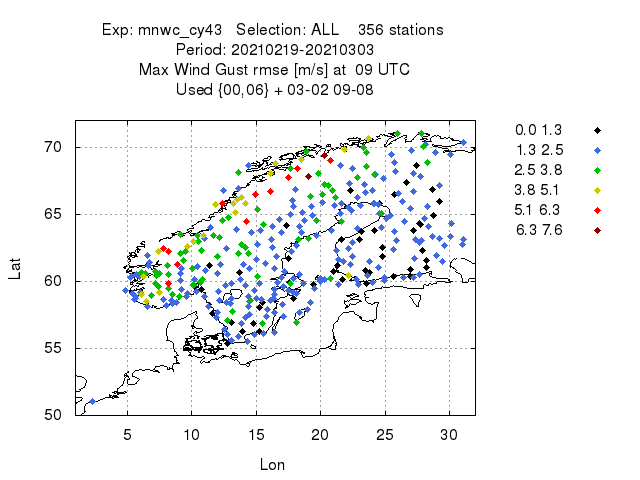 Exp: mnwc_cy43   Selection: ALL    356 stations
Period: 20210219-20210303
Max Wind Gust rmse [m/s] at  09 UTC
Used {00,06} + 03-02 09-08
0.0 1.3
1.3 2.5
2.5 3.8
3.8 5.1
5.1 6.3
6.3 7.6
70
65
60
55
50
Lat
5 10 15 20 25 30
Lon